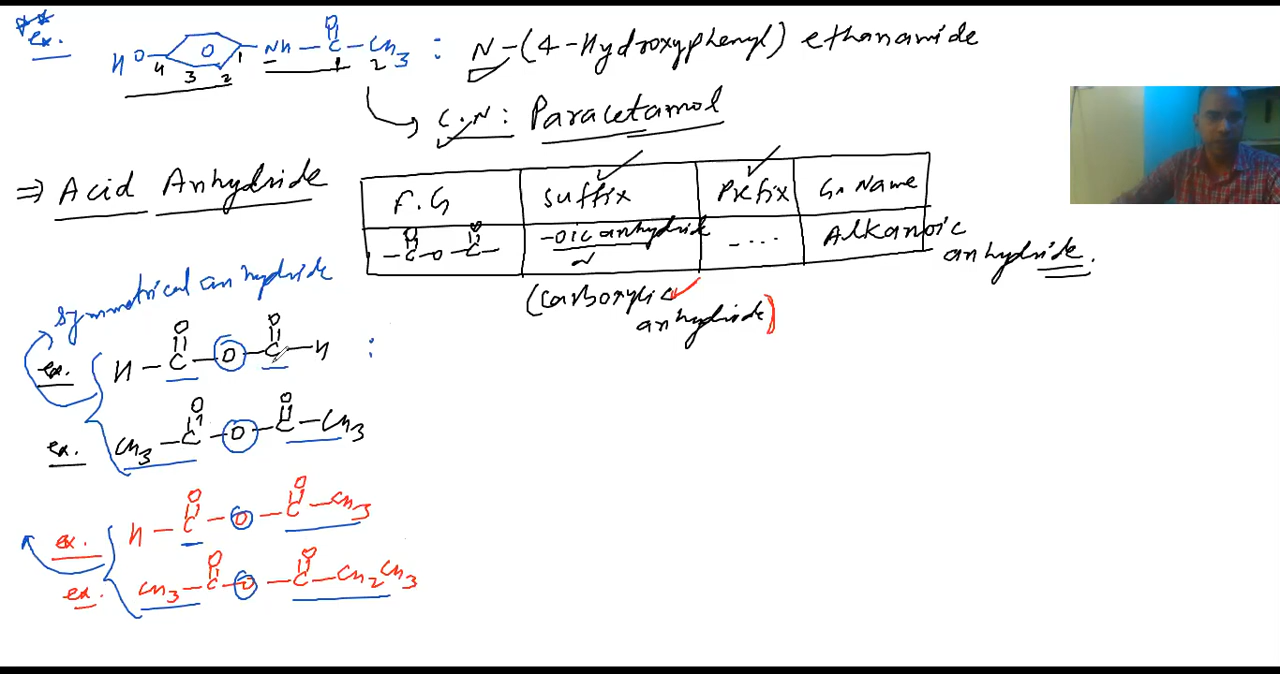 ex. HO 4 3 2 1 NH - C - CH3 : N-(4-Hydroxyphenyl) ethanamide
O
1 2
C.N : Paracetamol
⇒ Acid Anhydride
F.G Suffix Prefix G. Name
-C-O-C- -oic anhydride -... Alkanoic anhydride.
O O
(Carboxylic anhydride)
Symmetrical anhydride
O O
ex. H - C - O - C - H :
O O
ex. CH3 - C - O - C - CH3
O O
ex. H - C - O - C - CH3
O O
ex. CH3 - C - O - C - CH2CH3